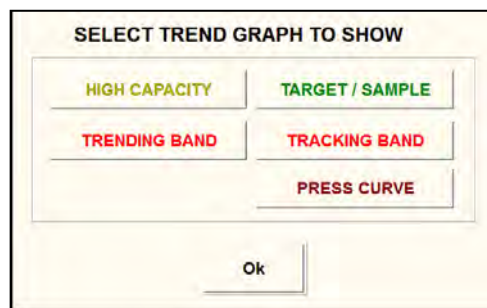 SELECT TREND GRAPH TO SHOW
HIGH CAPACITY TARGET / SAMPLE
TRENDING BAND TRACKING BAND
PRESS CURVE
Ok